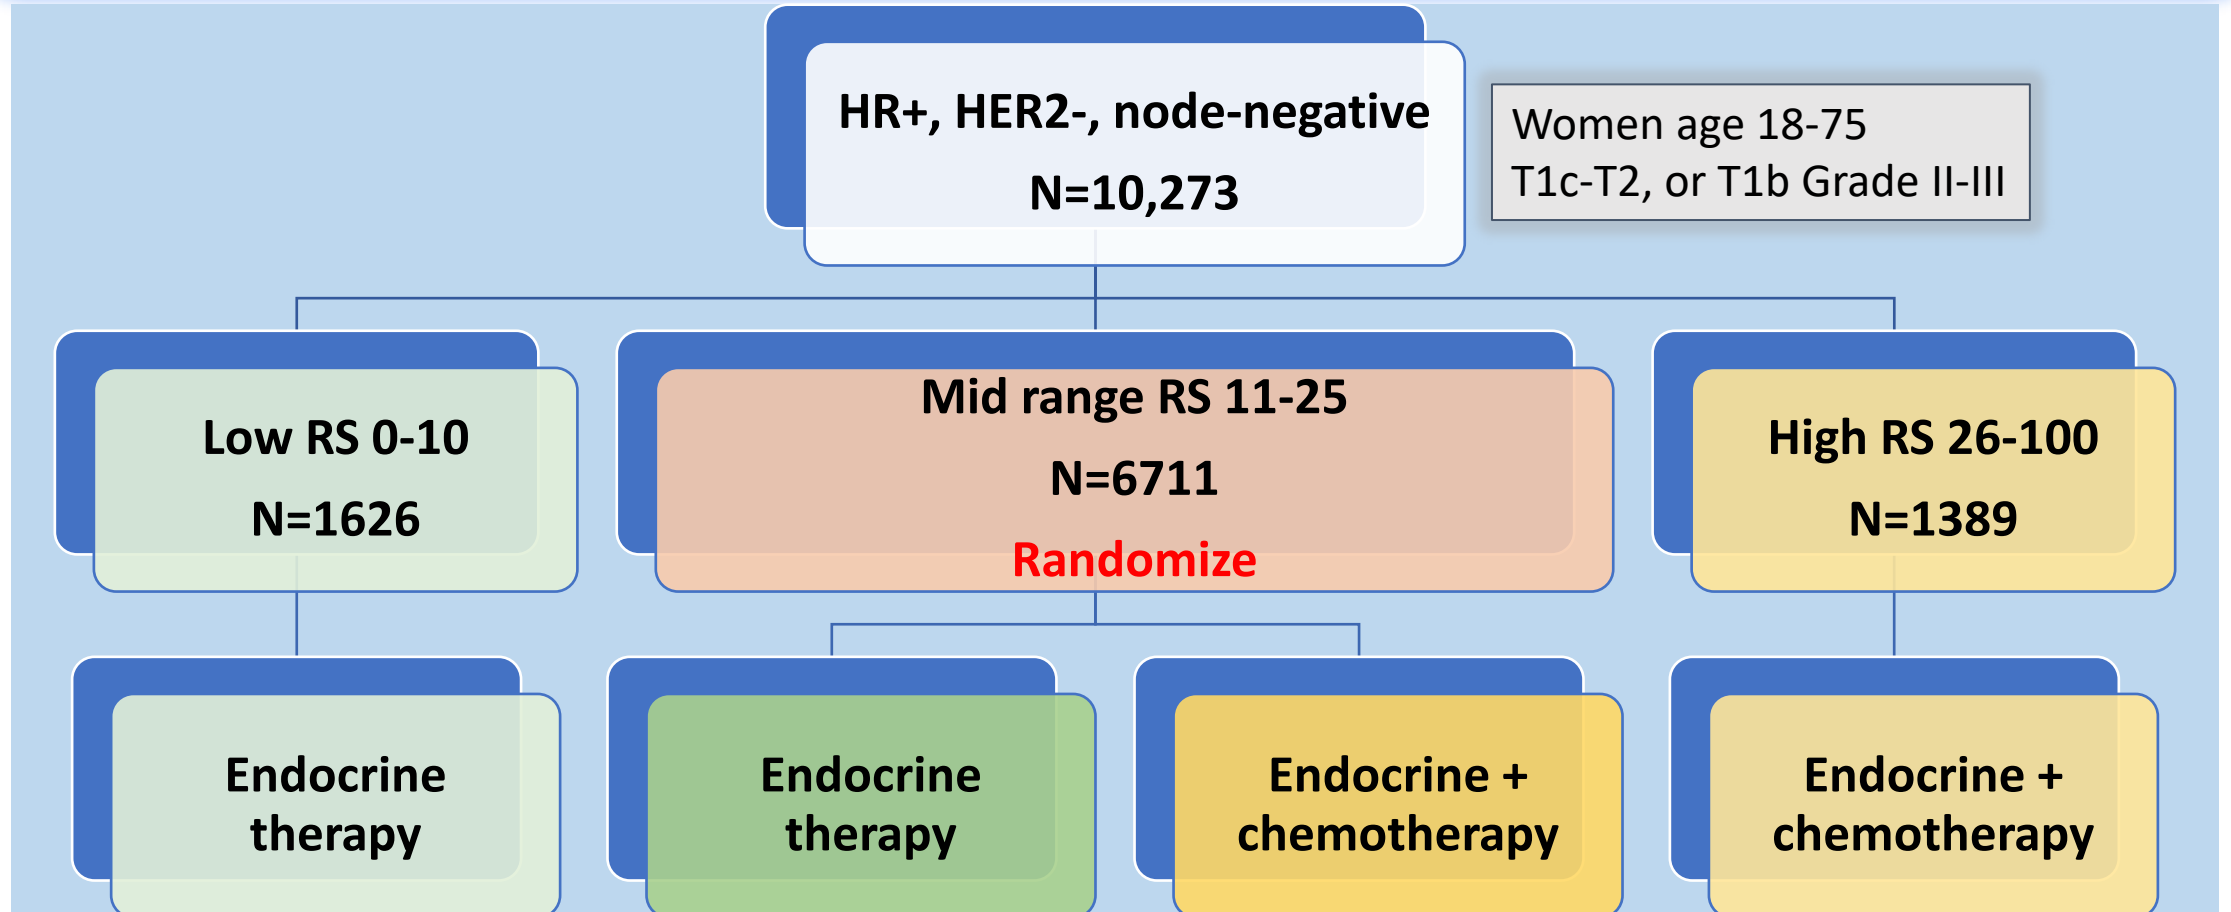 HR+, HER2-, node-negative
N=10,273
Women age 18-75
T1c-T2, or T1b Grade II-III
Low RS 0-10
N=1626
Mid range RS 11-25
N=6711
Randomize
High RS 26-100
N=1389
Endocrine
therapy
Endocrine
therapy
Endocrine +
chemotherapy
Endocrine +
chemotherapy